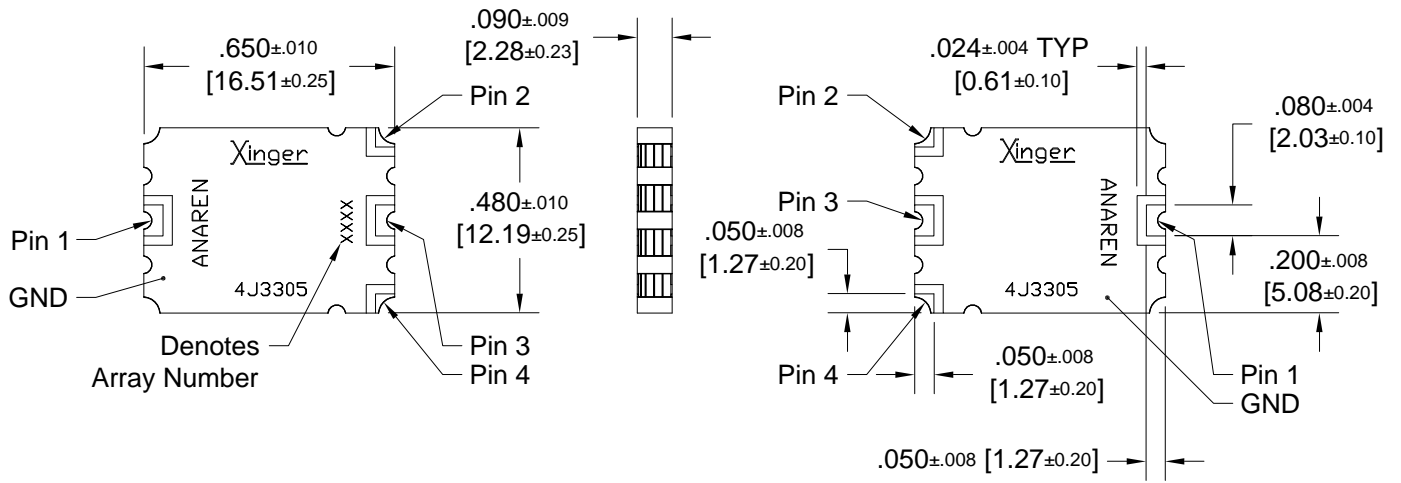 .650±.010
[16.51±0.25]
.090±.009
[2.28±0.23]
Pin 2
Xinger
ANAREN
XXXX
4J3305
.480±.010
[12.19±0.25]
Pin 1
GND
Denotes
Array Number
Pin 3
Pin 4
.024±.004 TYP
[0.61±0.10]
Pin 2
.080±.004
[2.03±0.10]
Xinger
ANAREN
4J3305
Pin 3
.050±.008
[1.27±0.20]
.200±.008
[5.08±0.20]
Pin 4
.050±.008
[1.27±0.20]
Pin 1
GND
.050±.008 [1.27±0.20]